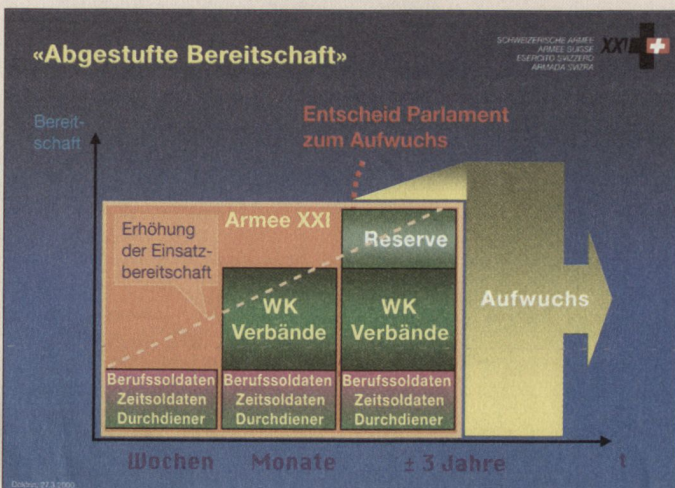 «Abgestufte Bereitschaft»
SCHWEIZERISCHE ARMEE
ARMÉE SUISSE
ESERCITO SVIZZERO
ARMADA SVIZRA
XXI
Bereit-
schaft
Entscheid Parlament
zum Aufwuchs
Erhöhung
der Einsatz-
bereitschaft
Armee XXI
Reserve
WK
Verbände
WK
Verbände
Aufwuchs
Berufssoldaten
Zeitsoldaten
Durchdiener
Berufssoldaten
Zeitsoldaten
Durchdiener
Berufssoldaten
Zeitsoldaten
Durchdiener
Wochen
Monate
± 3 Jahre
t